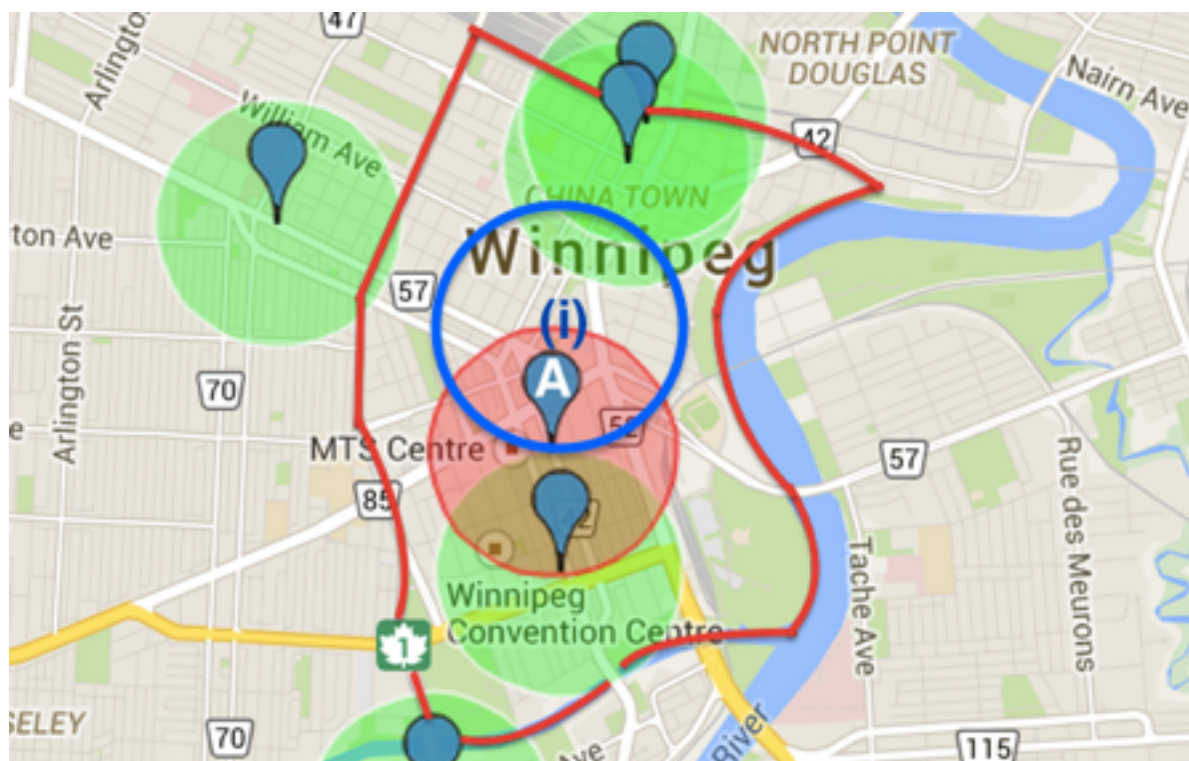 47
Arlington
William Ave
NORTH POINT
DOUGLAS
Nairn Ave
42
CHINA TOWN
Winnipeg
ton Ave
57
(i)
Arlington St
70
A
52
MTS Centre
57
85
42
e
Rue des Meurons
Tache Ave
Winnipeg
Convention Centre
1
SELEY
70
Ave
River
115